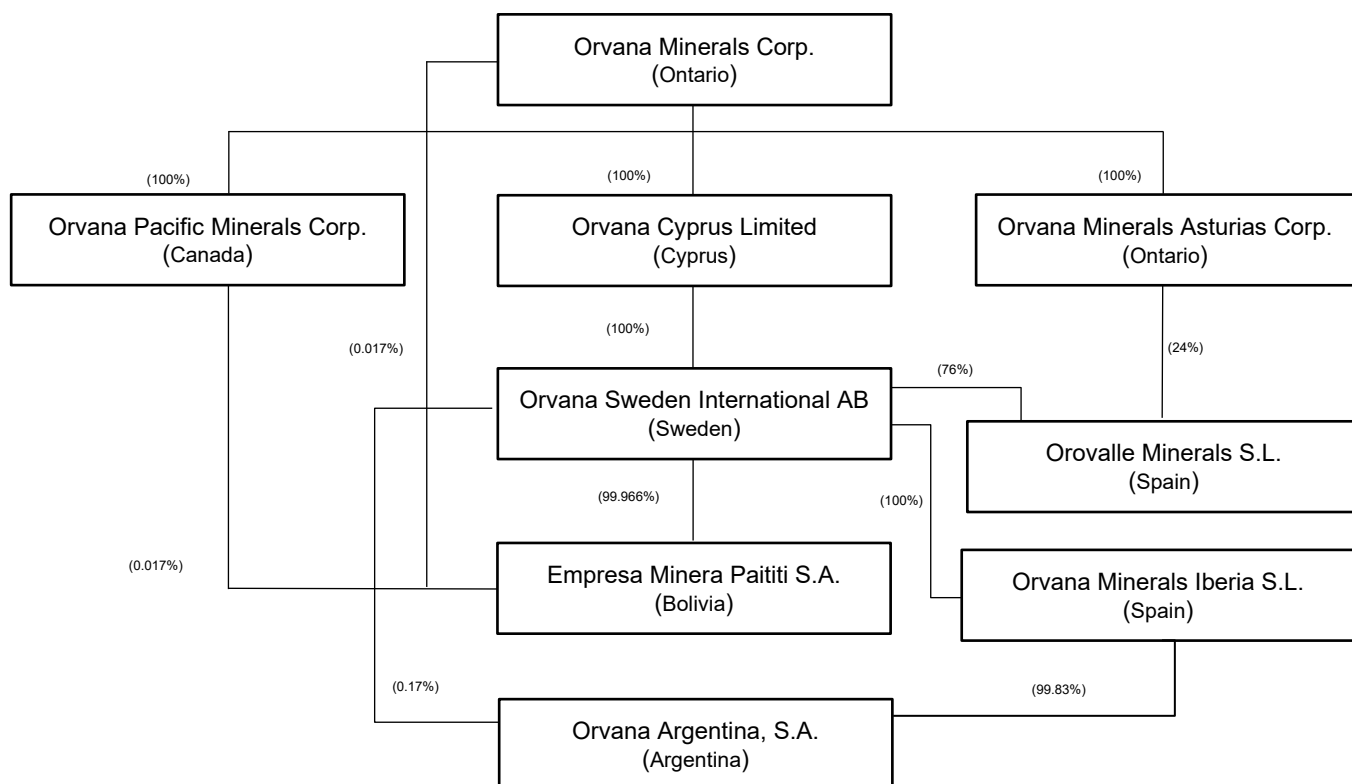 Orvana Minerals Corp.
(Ontario)
(100%)
(100%)
(100%)
Orvana Pacific Minerals Corp.
(Canada)
Orvana Cyprus Limited
(Cyprus)
Orvana Minerals Asturias Corp.
(Ontario)
(100%)
(0.017%)
(24%)
(76%)
Orvana Sweden International AB
(Sweden)
Orovalle Minerals S.L.
(Spain)
(99.966%)
(100%)
(0.017%)
Empresa Minera Paititi S.A.
(Bolivia)
Orvana Minerals Iberia S.L.
(Spain)
(0.17%)
(99.83%)
Orvana Argentina, S.A.
(Argentina)